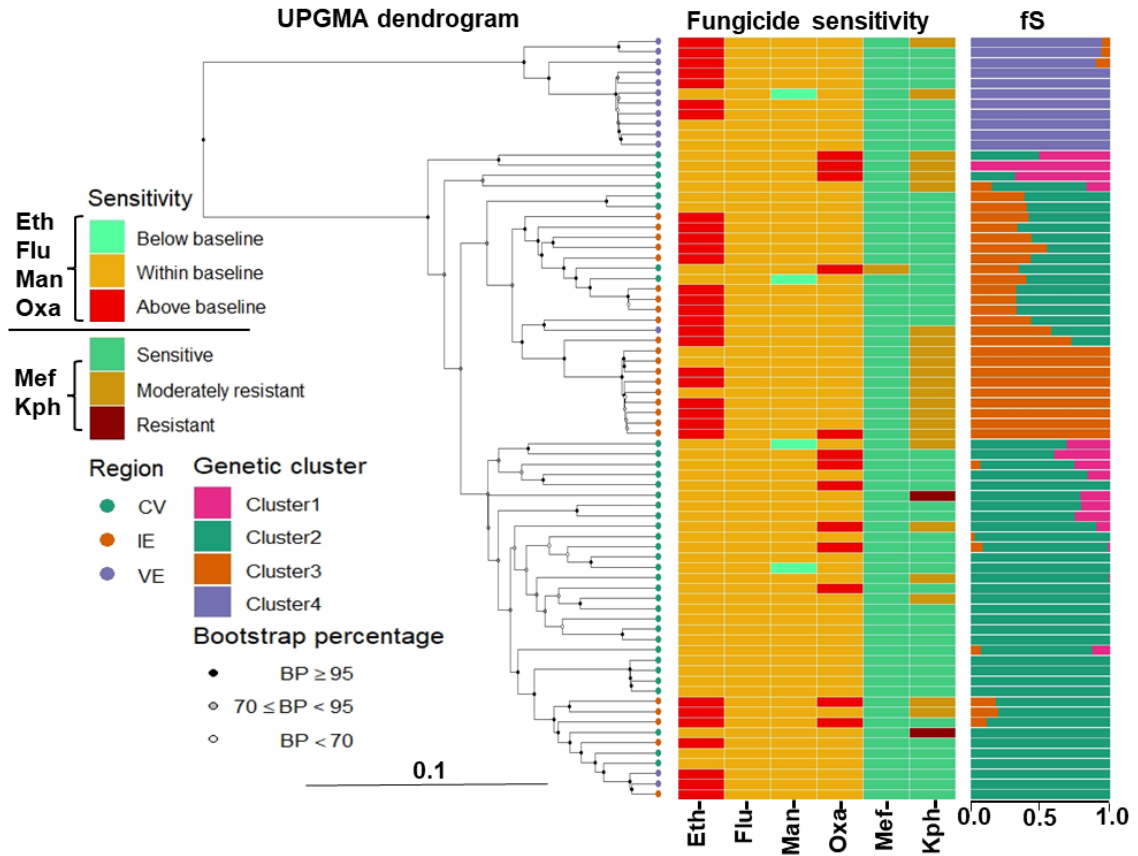 UPGMA dendrogram
Fungicide sensitivity
fS
Sensitivity
Eth
Flu
Man
Oxa
Below baseline
Within baseline
Above baseline
Mef
Kph
Sensitive
Moderately resistant
Resistant
Region
CV
IE
VE
Genetic cluster
Cluster1
Cluster2
Cluster3
Cluster4
Bootstrap percentage
BP ≥ 95
70 ≤ BP < 95
BP < 70
0.1
Eth-
Flu-
Man-
Oxa-
Mef-
Kph-
0.0 0.5 1.0